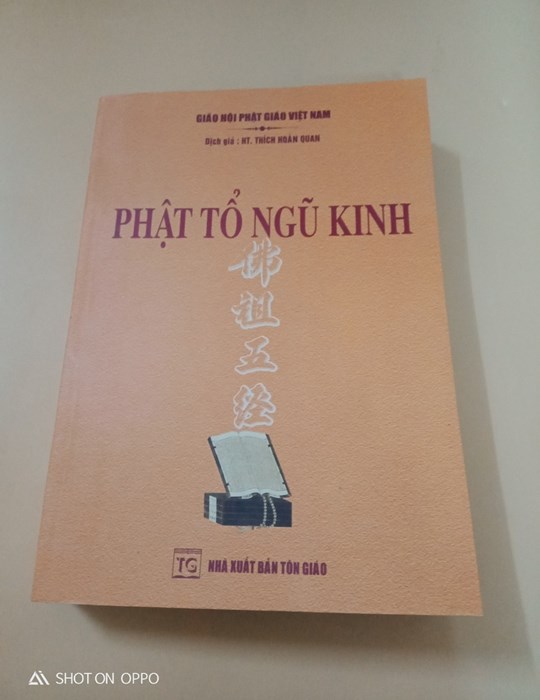 GIÁO HỘI PHẬT GIÁO VIỆT NAM
Dịch giả : HT. THÍCH HOÀN QUAN
PHẬT TỔ NGŨ KINH
佛
祖
五
经
TG NHÀ XUẤT BẢN TÔN GIÁO
SHOT ON OPPO